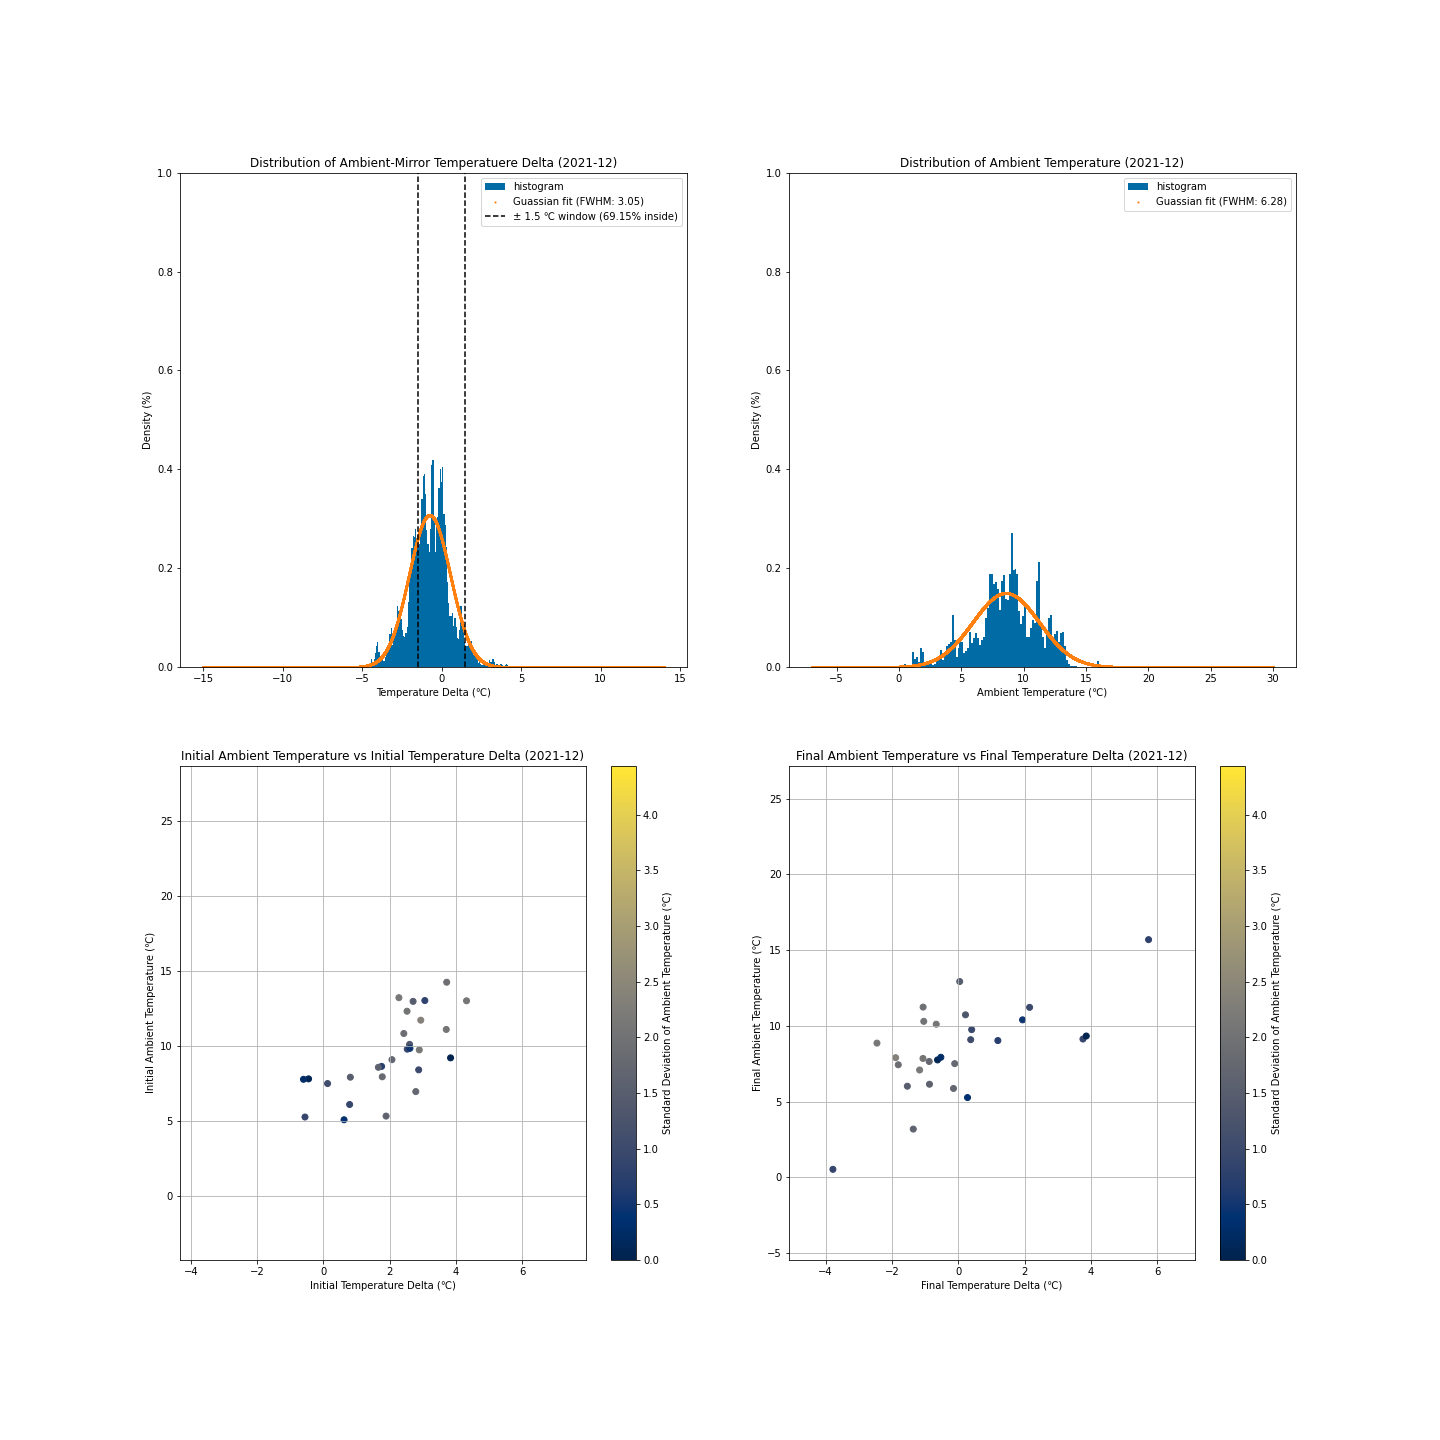 Distribution of Ambient-Mirror Temperatuere Delta (2021-12)
1.0
0.8
0.6
0.4
0.2
0.0
Density (%)
histogram
Guassian fit (FWHM: 3.05)
± 1.5 ℃ window (69.15% inside)
−15 −10 −5 0 5 10 15
Temperature Delta (℃)
Distribution of Ambient Temperature (2021-12)
1.0
0.8
0.6
0.4
0.2
0.0
Density (%)
histogram
Guassian fit (FWHM: 6.28)
−5 0 5 10 15 20 25 30
Ambient Temperature (℃)
Initial Ambient Temperature vs Initial Temperature Delta (2021-12)
25
20
15
10
5
0
Initial Ambient Temperature (℃)
−4 −2 0 2 4 6
Initial Temperature Delta (℃)
4.0
3.5
3.0
2.5
2.0
1.5
1.0
0.5
0.0
Standard Deviation of Ambient Temperature (℃)
Final Ambient Temperature vs Final Temperature Delta (2021-12)
25
20
15
10
5
0
−5
Final Ambient Temperature (℃)
−4 −2 0 2 4 6
Final Temperature Delta (℃)
4.0
3.5
3.0
2.5
2.0
1.5
1.0
0.5
0.0
Standard Deviation of Ambient Temperature (℃)